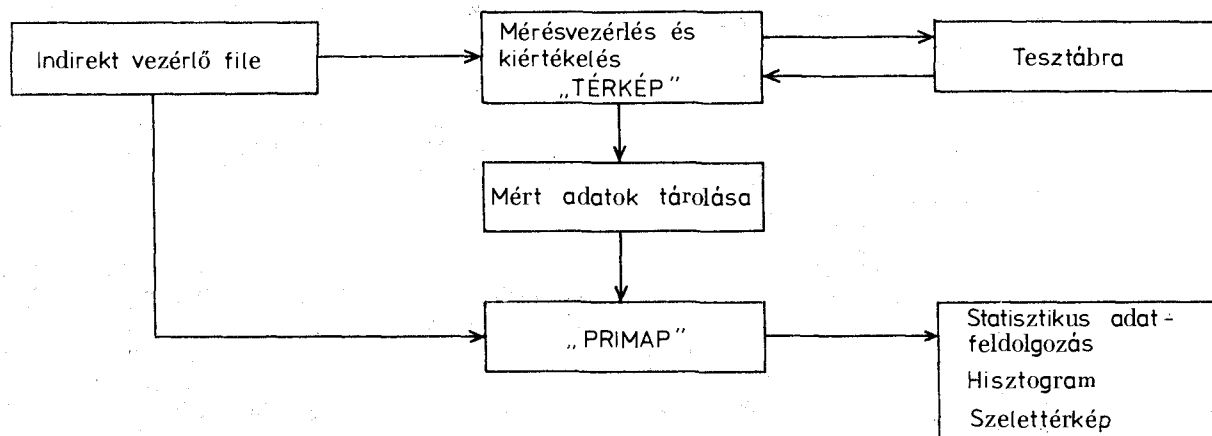 Indirekt vezérlő file
Mérésvezérlés és
kiértékelés
„TÉRKÉP"
Tesztábra
Mért adatok tárolása
„PRIMAP"
Statisztikus adat-
feldolgozás
Hisztogram
Szelettérkép